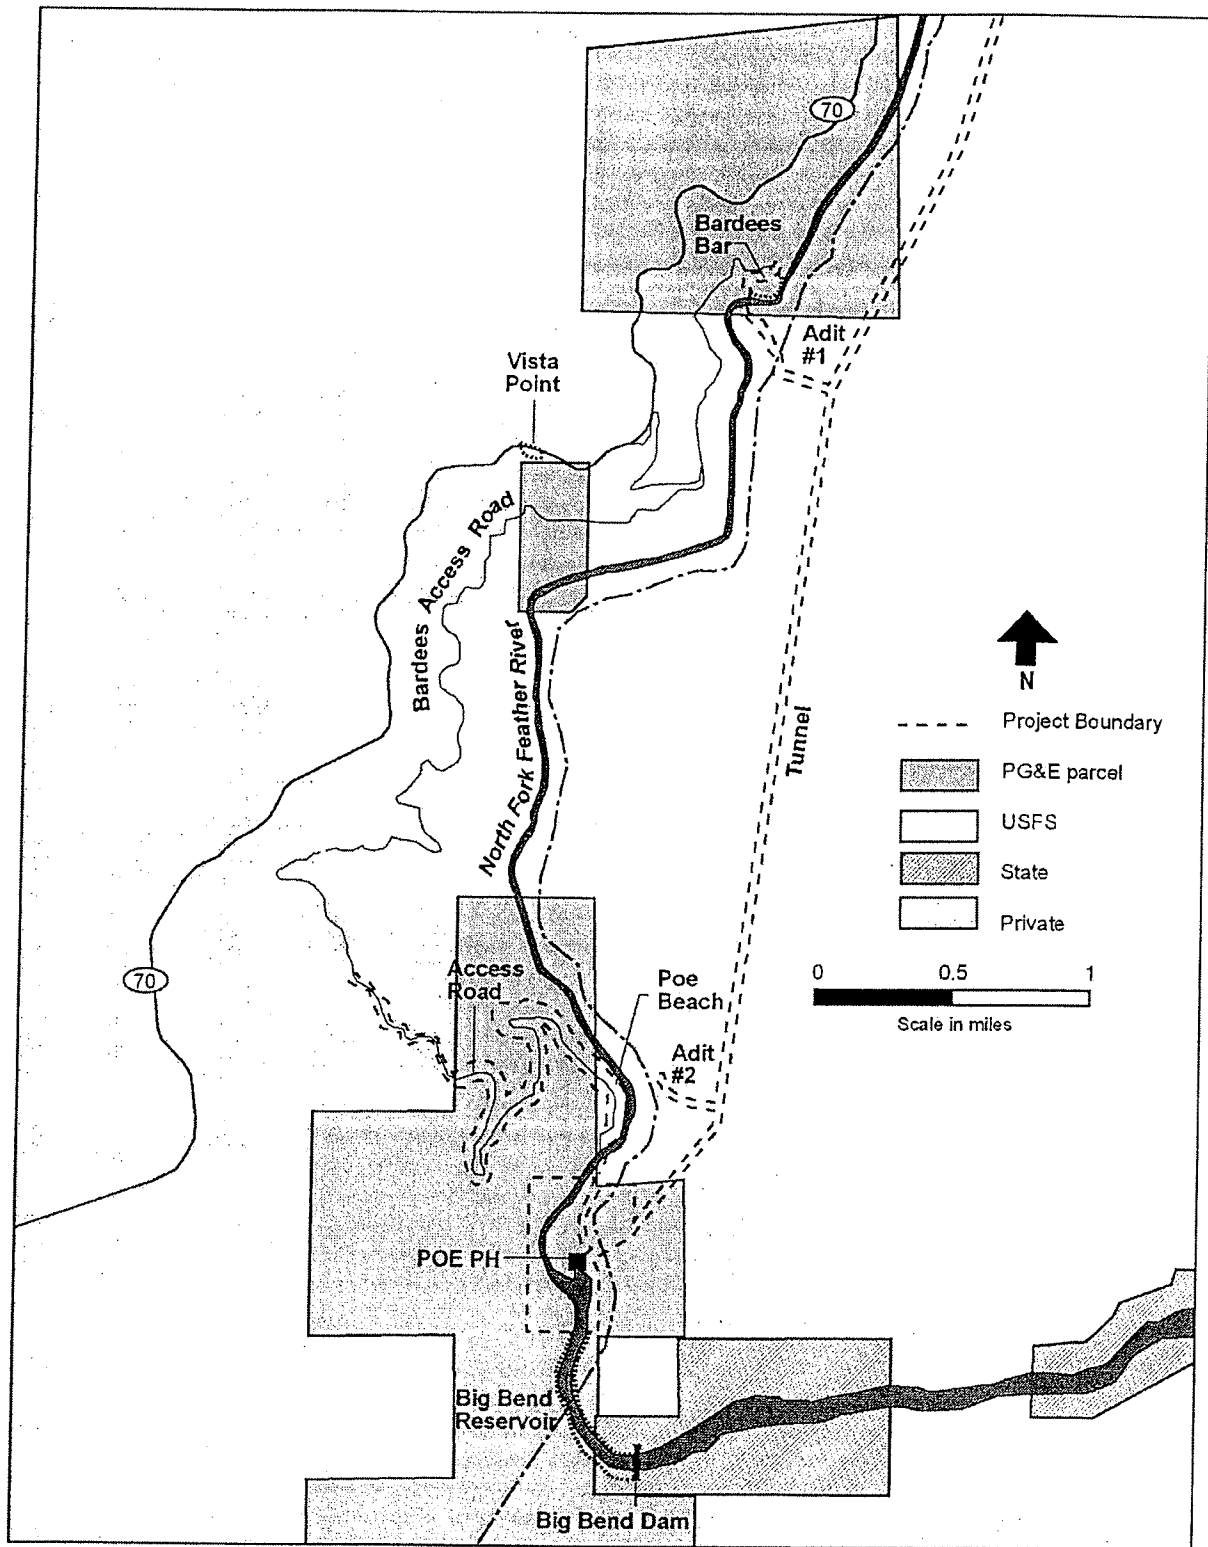 70
Bardees
Bar
Adit
#1
Vista
Point
Bardees Access Road
North Fork Feather River
Tunnel
N
Project Boundary
PG&E parcel
USFS
State
Private
0 0.5 1
Scale in miles
70
Access
Road
Poe
Beach
Adit
#2
POE PH
Big Bend
Reservoir
Big Bend Dam